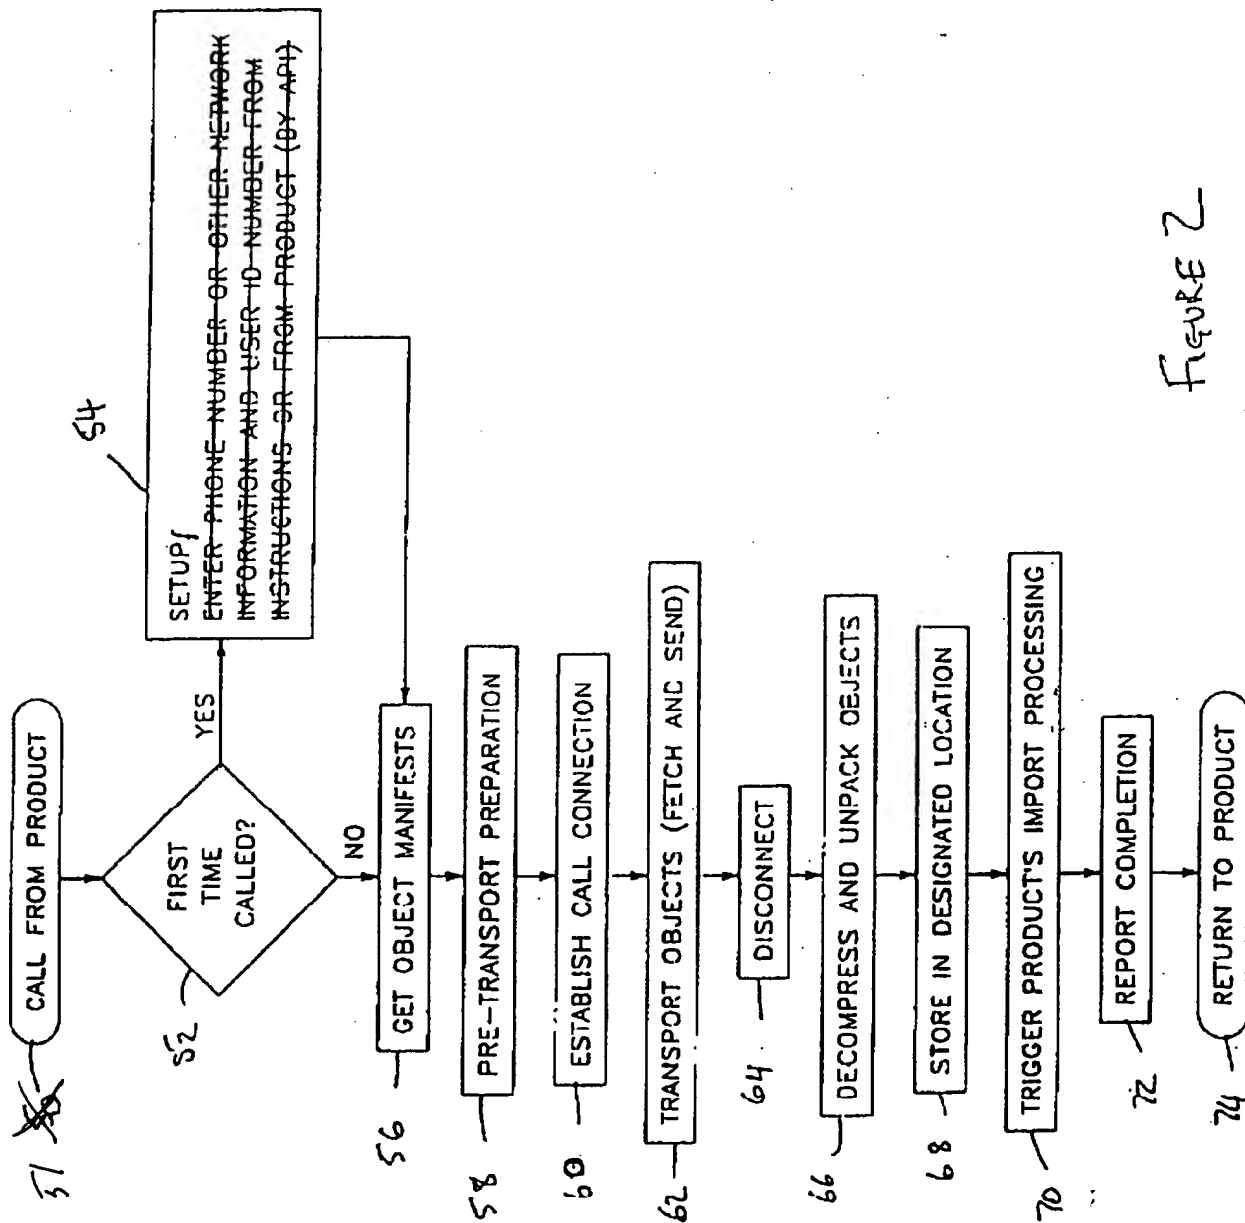 51 50
CALL FROM PRODUCT
52
FIRST
TIME
CALLED?
YES
NO
54
SETUP
ENTER PHONE NUMBER OR OTHER NETWORK
INFORMATION AND USER ID NUMBER FROM
INSTRUCTIONS OR FROM PRODUCT (BY API)
56
GET OBJECT MANIFESTS
58
PRE-TRANSPORT PREPARATION
60
ESTABLISH CALL CONNECTION
62
TRANSPORT OBJECTS (FETCH AND SEND)
64
DISCONNECT
66
DECOMPRESS AND UNPACK OBJECTS
68
STORE IN DESIGNATED LOCATION
70
TRIGGER PRODUCT'S IMPORT PROCESSING
72
REPORT COMPLETION
74
RETURN TO PRODUCT
FIGURE 2